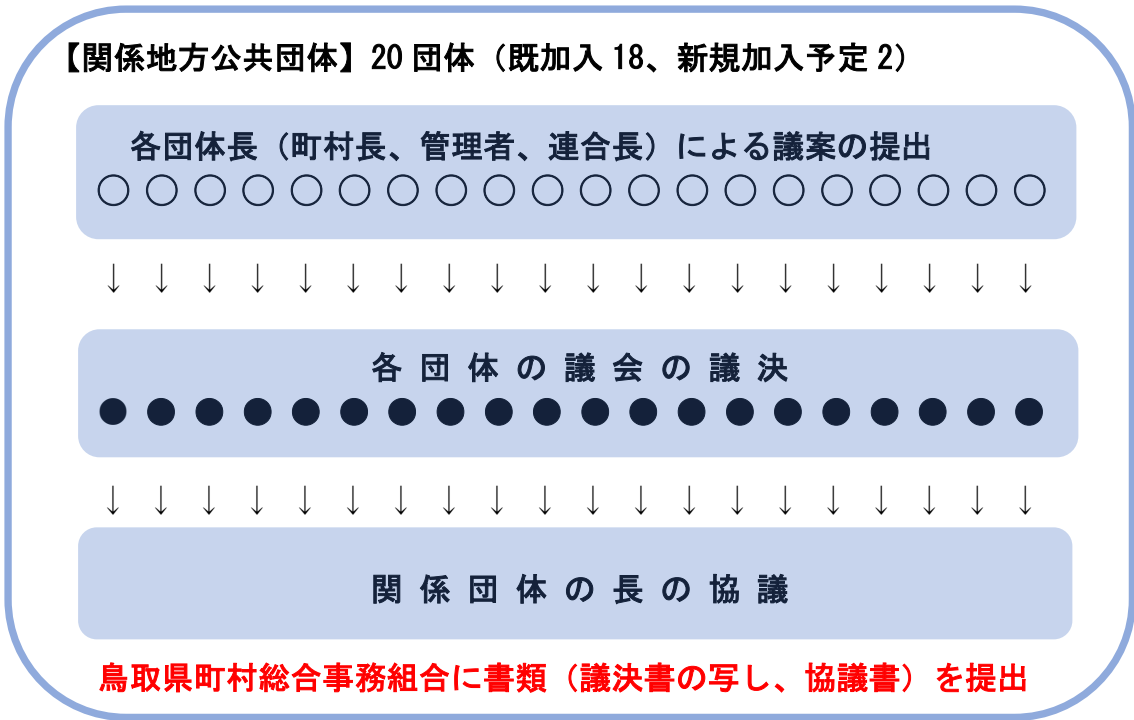 【関係地方公共団体】20団体（既加入18、新規加入予定2）
各団体長（町村長、管理者、連合長）による議案の提出
○○○○○○○○○○○○○○○○○○○○
↓↓↓↓↓↓↓↓↓↓↓↓↓↓↓↓↓↓↓↓
各団体の議会の議決
●●●●●●●●●●●●●●●●●●●●
↓↓↓↓↓↓↓↓↓↓↓↓↓↓↓↓↓↓↓↓
関係団体の長の協議
鳥取県町村総合事務組合に書類（議決書の写し、協議書）を提出